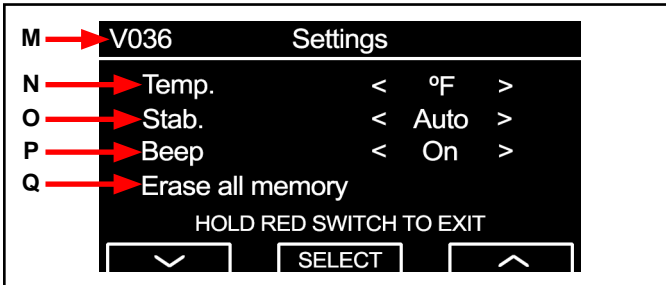 M V036 Settings
N Temp. < ºF >
O Stab. < Auto >
P Beep < On >
Q Erase all memory
HOLD RED SWITCH TO EXIT
SELECT